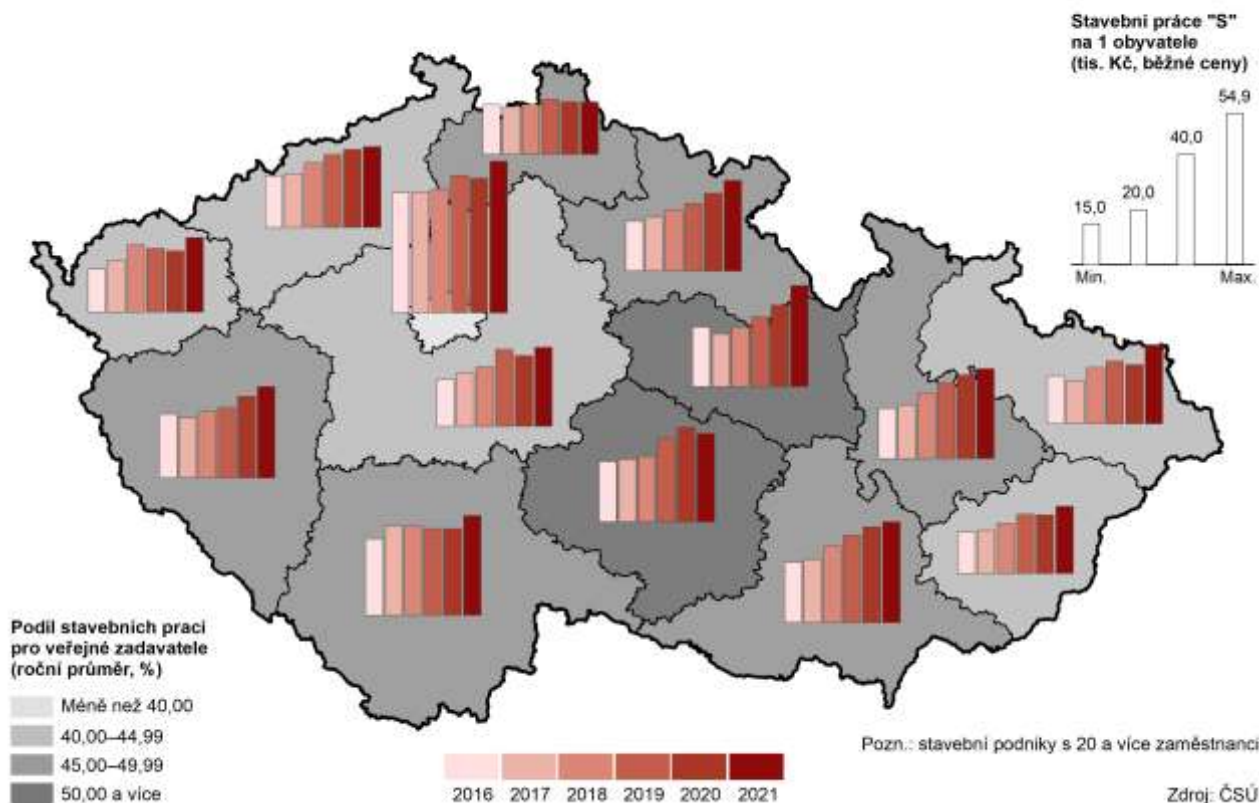 Stavební práce "S"
na 1 obyvatele
(tis. Kč, běžné ceny)
54,9
40,0
20,0
15,0
Min.
Max.
Podíl stavebních prací
pro veřejné zadavatele
(roční průměr, %)
Méně než 40,00
40,00–44,99
45,00–49,99
50,00 a více
2016 2017 2018 2019 2020 2021
Pozn.: stavební podniky s 20 a více zaměstnanci
Zdroj: ČSÚ